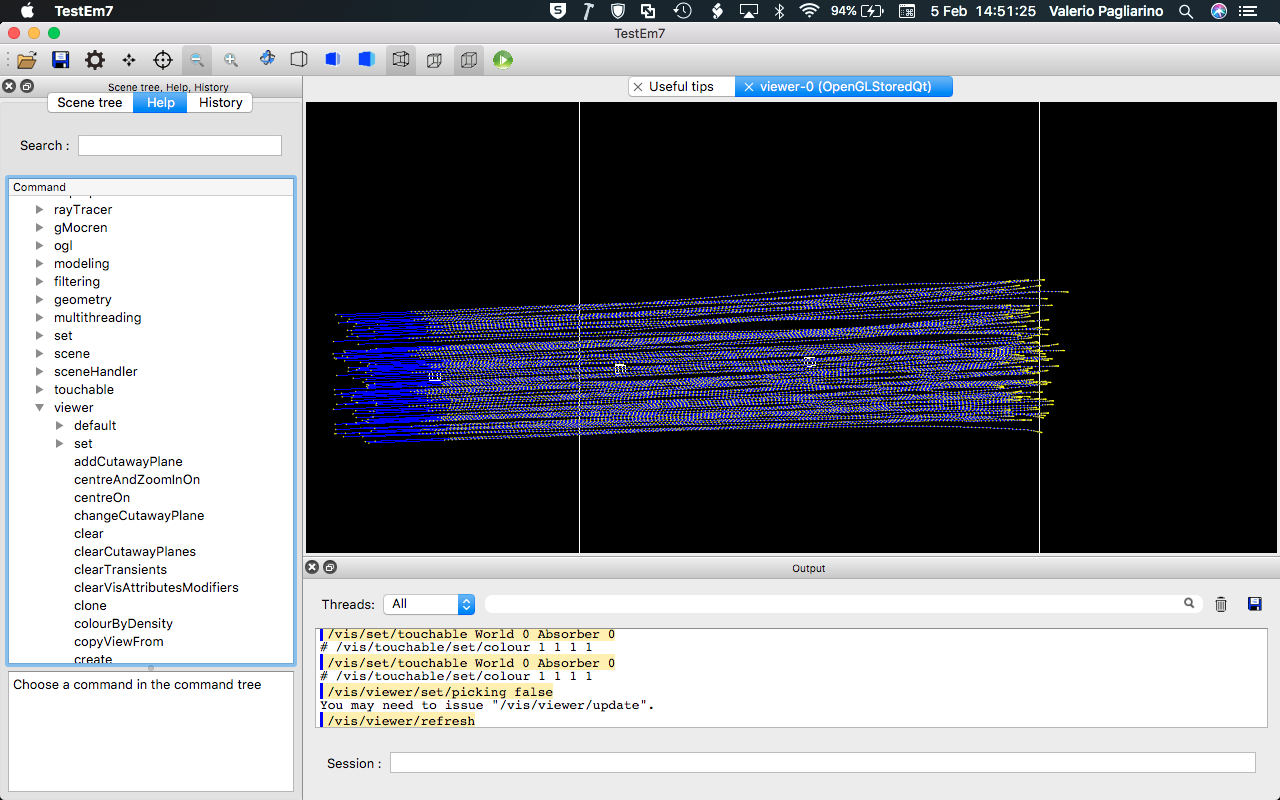 TestEm7
94%
5 Feb 14:51:25 Valerio Pagliarino
TestEm7
Scene tree, Help, History
Scene tree Help History
Search :
Command
rayTracer
gMocren
ogl
modeling
filtering
geometry
multithreading
set
scene
sceneHandler
touchable
viewer
default
set
addCutawayPlane
centreAndZoomInOn
centreOn
changeCutawayPlane
clear
clearCutawayPlanes
clearTransients
clearVisAttributesModifiers
clone
colourByDensity
copyViewFrom
create
Choose a command in the command tree
Useful tips
viewer-0 (OpenGLStoredQt)
Output
Threads: All
/vis/set/touchable World 0 Absorber 0
# /vis/touchable/set/colour 1 1 1 1
/vis/set/touchable World 0 Absorber 0
# /vis/touchable/set/colour 1 1 1 1
/vis/viewer/set/picking false
You may need to issue "/vis/viewer/update".
/vis/viewer/refresh
Session :